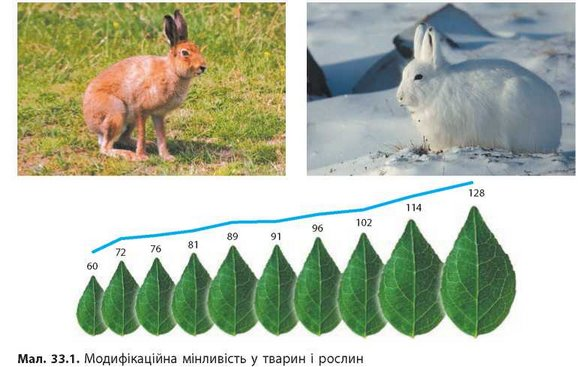 60 72 76 81 89 91 96 102 114 128
Мал. 33.1. Модифікаційна мінливість у тварин і рослин